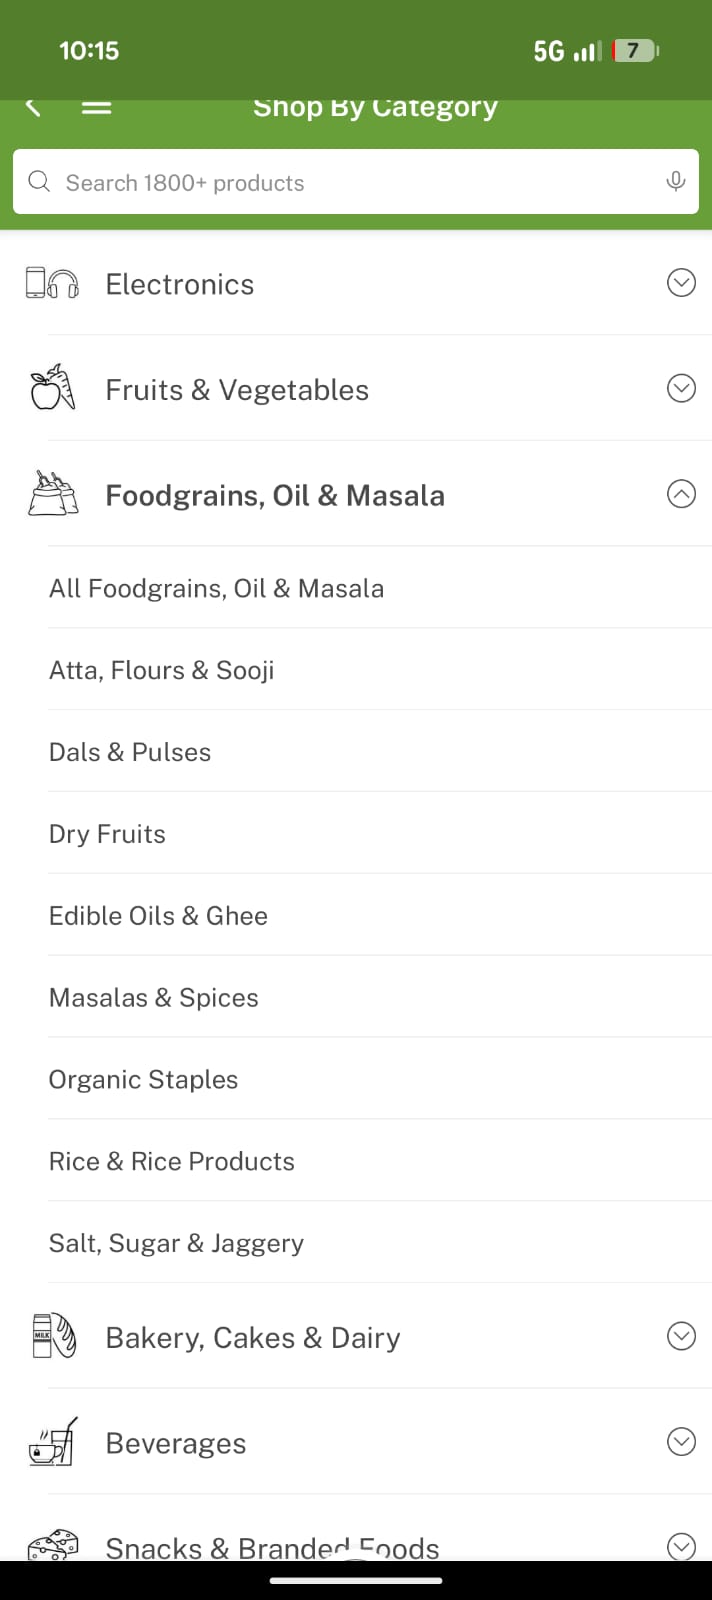 10:15
5G 7
Shop By Category
Search 1800+ products
Electronics
Fruits & Vegetables
Foodgrains, Oil & Masala
All Foodgrains, Oil & Masala
Atta, Flours & Sooji
Dals & Pulses
Dry Fruits
Edible Oils & Ghee
Masalas & Spices
Organic Staples
Rice & Rice Products
Salt, Sugar & Jaggery
MILK
Bakery, Cakes & Dairy
Beverages
Snacks & Branded Foods